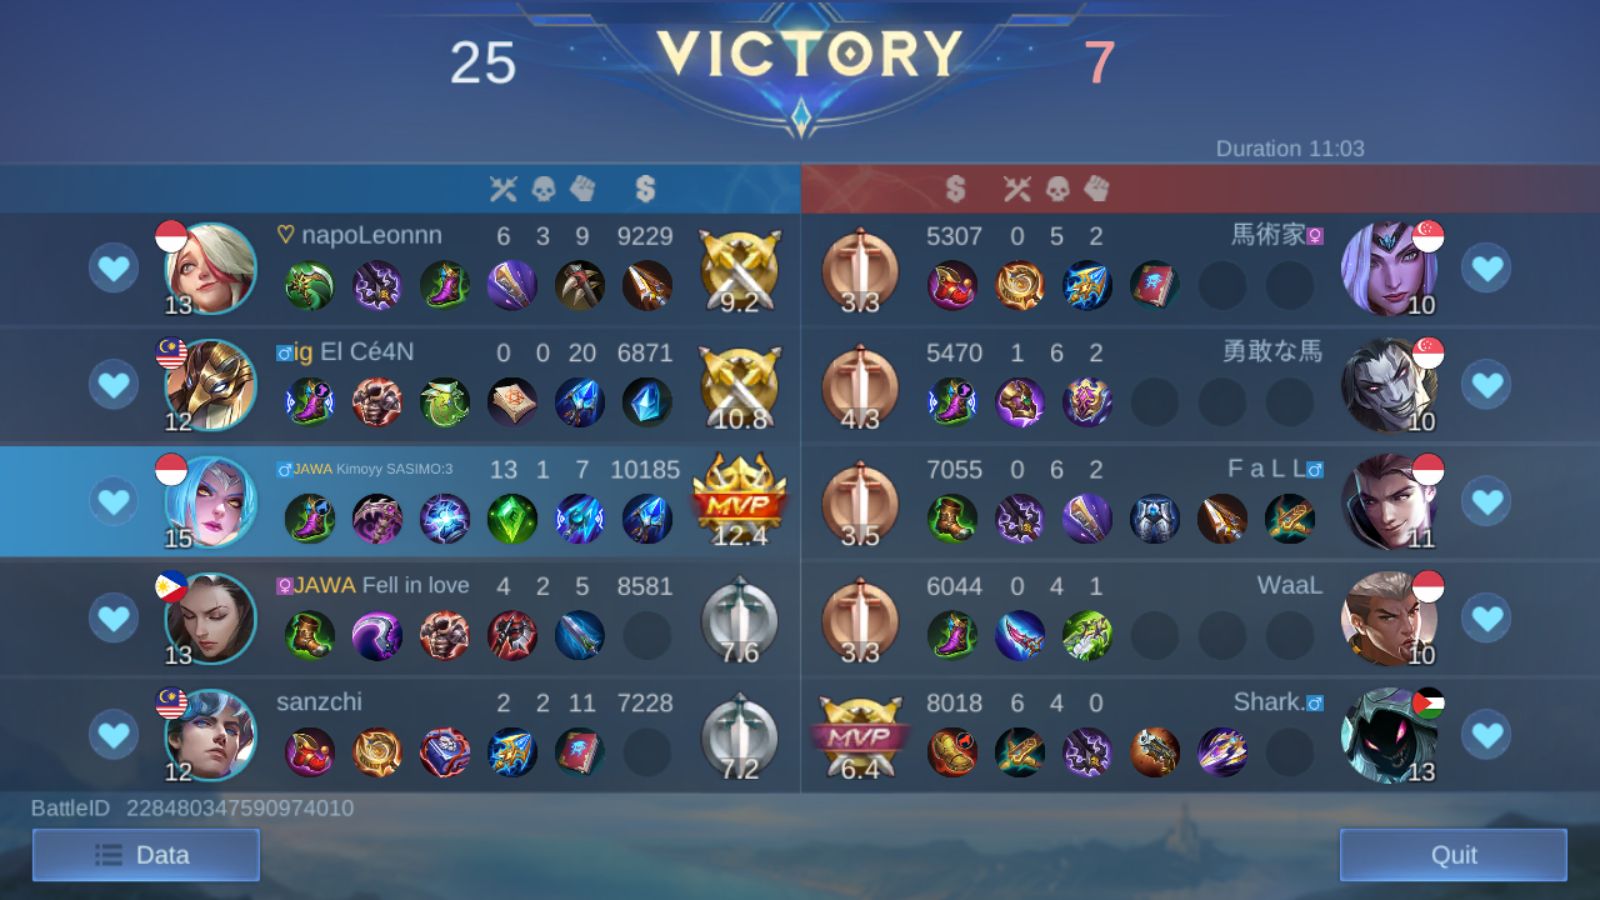 25 VICTORY 7
Duration 11:03
♡ napoLeonnn 6 3 9 9229
13 9.2
5307 0 5 2 馬術家♀
3.3 10
♂ig El Cé4N 0 0 20 6871
12 10.8
5470 1 6 2 勇敢な馬
4.3 10
♂JAWA Kimoyy SASIMO:3 13 1 7 10185
15 MVP 12.4
7055 0 6 2 F a L L♂
3.5 11
♀JAWA Fell in love 4 2 5 8581
13 7.6
6044 0 4 1 WaaL
3.3 10
sanzchi 2 2 11 7228
12 7.2
8018 6 4 0 Shark.♂
MVP 6.4 13
BattleID 228480347590974010
Data Quit